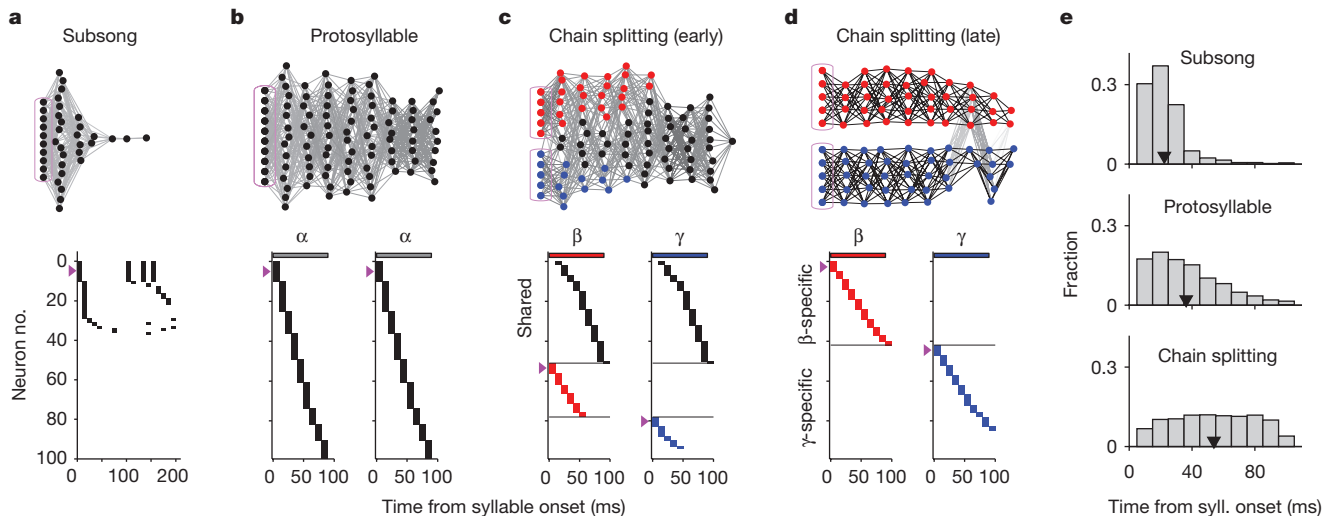 a
Subsong
0
20
40
60
80
100
Neuron no.
0 100 200
b
Protosyllable
α α
0 50 100 0 50 100
c
Chain splitting (early)
β γ
Shared
0 50 100 0 50 100
d
Chain splitting (late)
β γ
β-specific
γ-specific
0 50 100 0 50 100
Time from syllable onset (ms)
e
Subsong
0.3
0
Protosyllable
0.3
0
Chain splitting
0.3
0
Fraction
0 40 80
Time from syll. onset (ms)